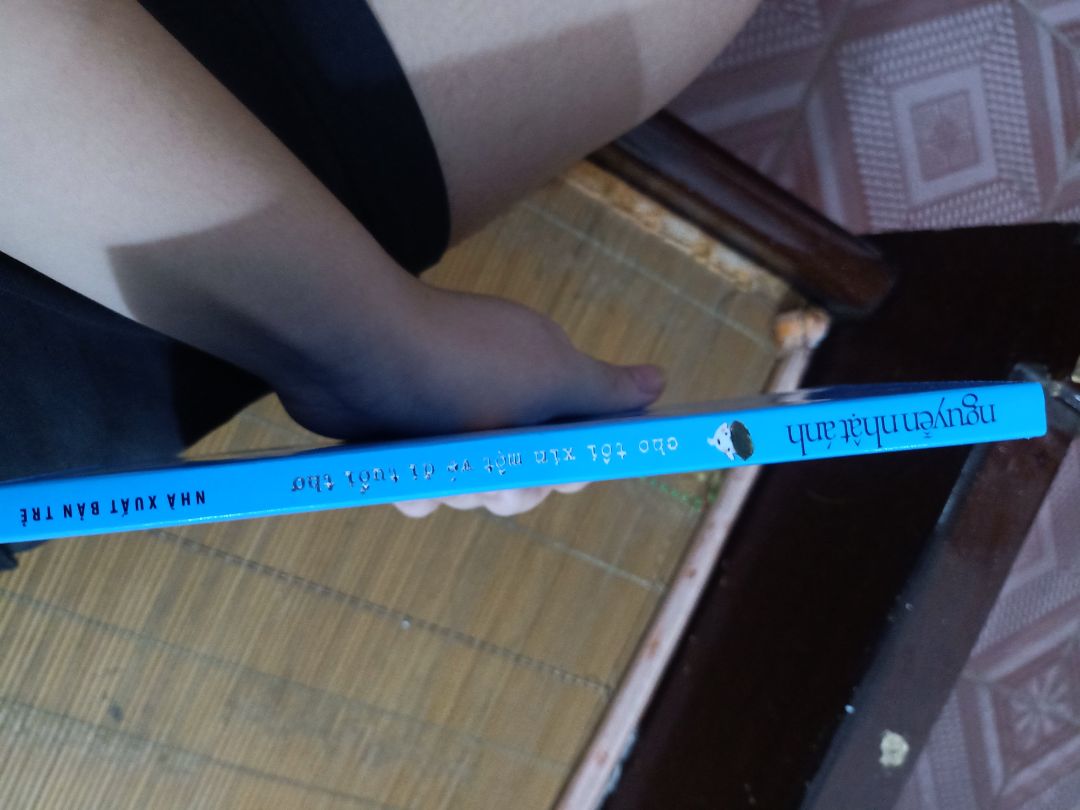 nguyễn nhật ánh
cho tôi xin một vé đi tuổi thơ
NHÀ XUẤT BẢN TRẺ